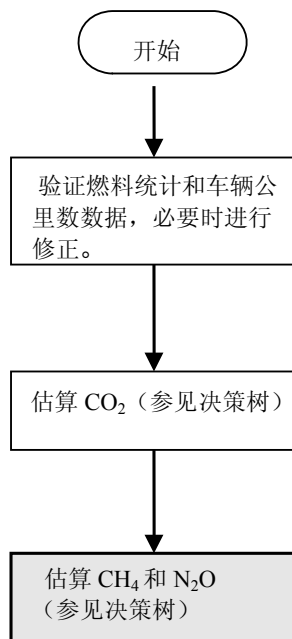 开始
验证燃料统计和车辆公
里数数据，必要时进行
修正。
估算 CO₂（参见决策树）
估算 CH₄ 和 N₂O
（参见决策树）